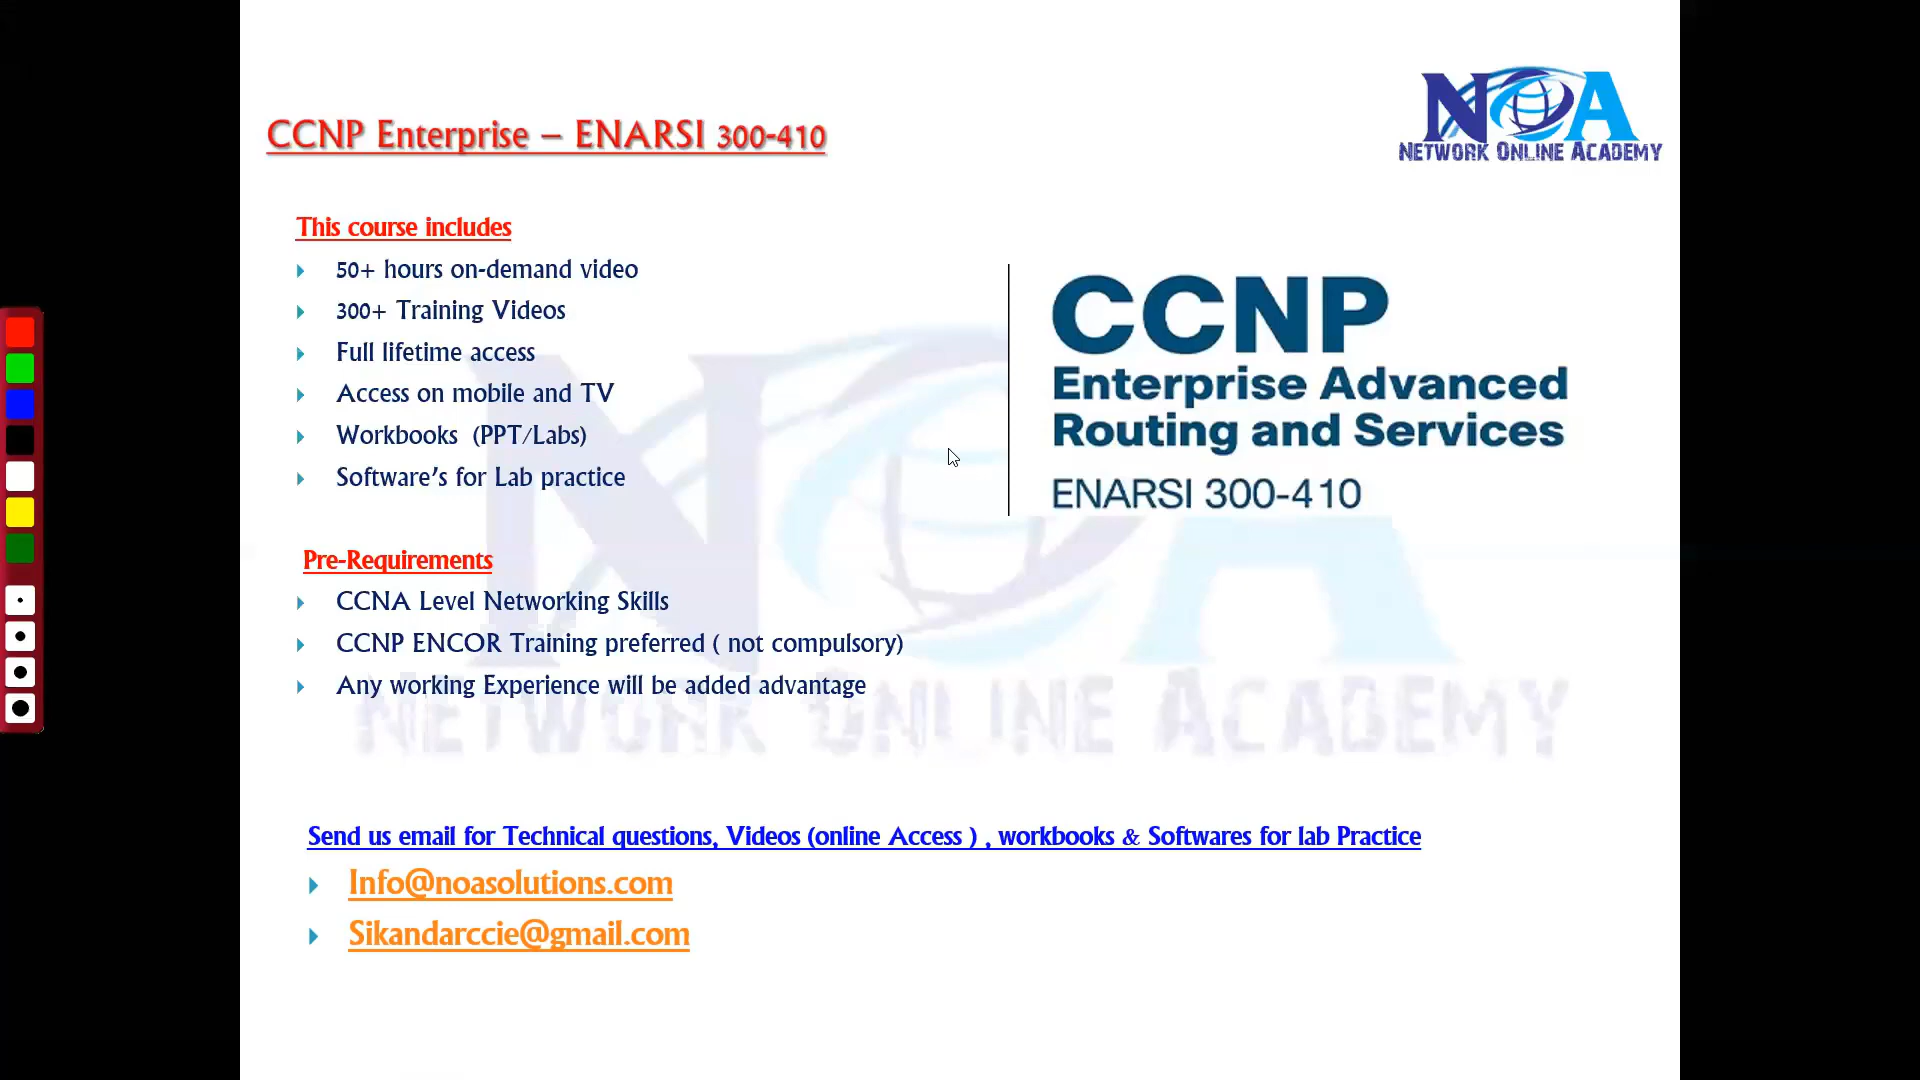 NOA
NETWORK ONLINE ACADEMY
CCNP Enterprise – ENARSI 300-410
This course includes
50+ hours on-demand video
300+ Training Videos
Full lifetime access
Access on mobile and TV
Workbooks (PPT/Labs)
Software's for Lab practice
CCNP
Enterprise Advanced
Routing and Services
ENARSI 300-410
Pre-Requirements
CCNA Level Networking Skills
CCNP ENCOR Training preferred ( not compulsory)
Any working Experience will be added advantage
NETWORK ONLINE ACADEMY
Send us email for Technical questions, Videos (online Access ) , workbooks & Softwares for lab Practice
Info@noasolutions.com
Sikandarccie@gmail.com